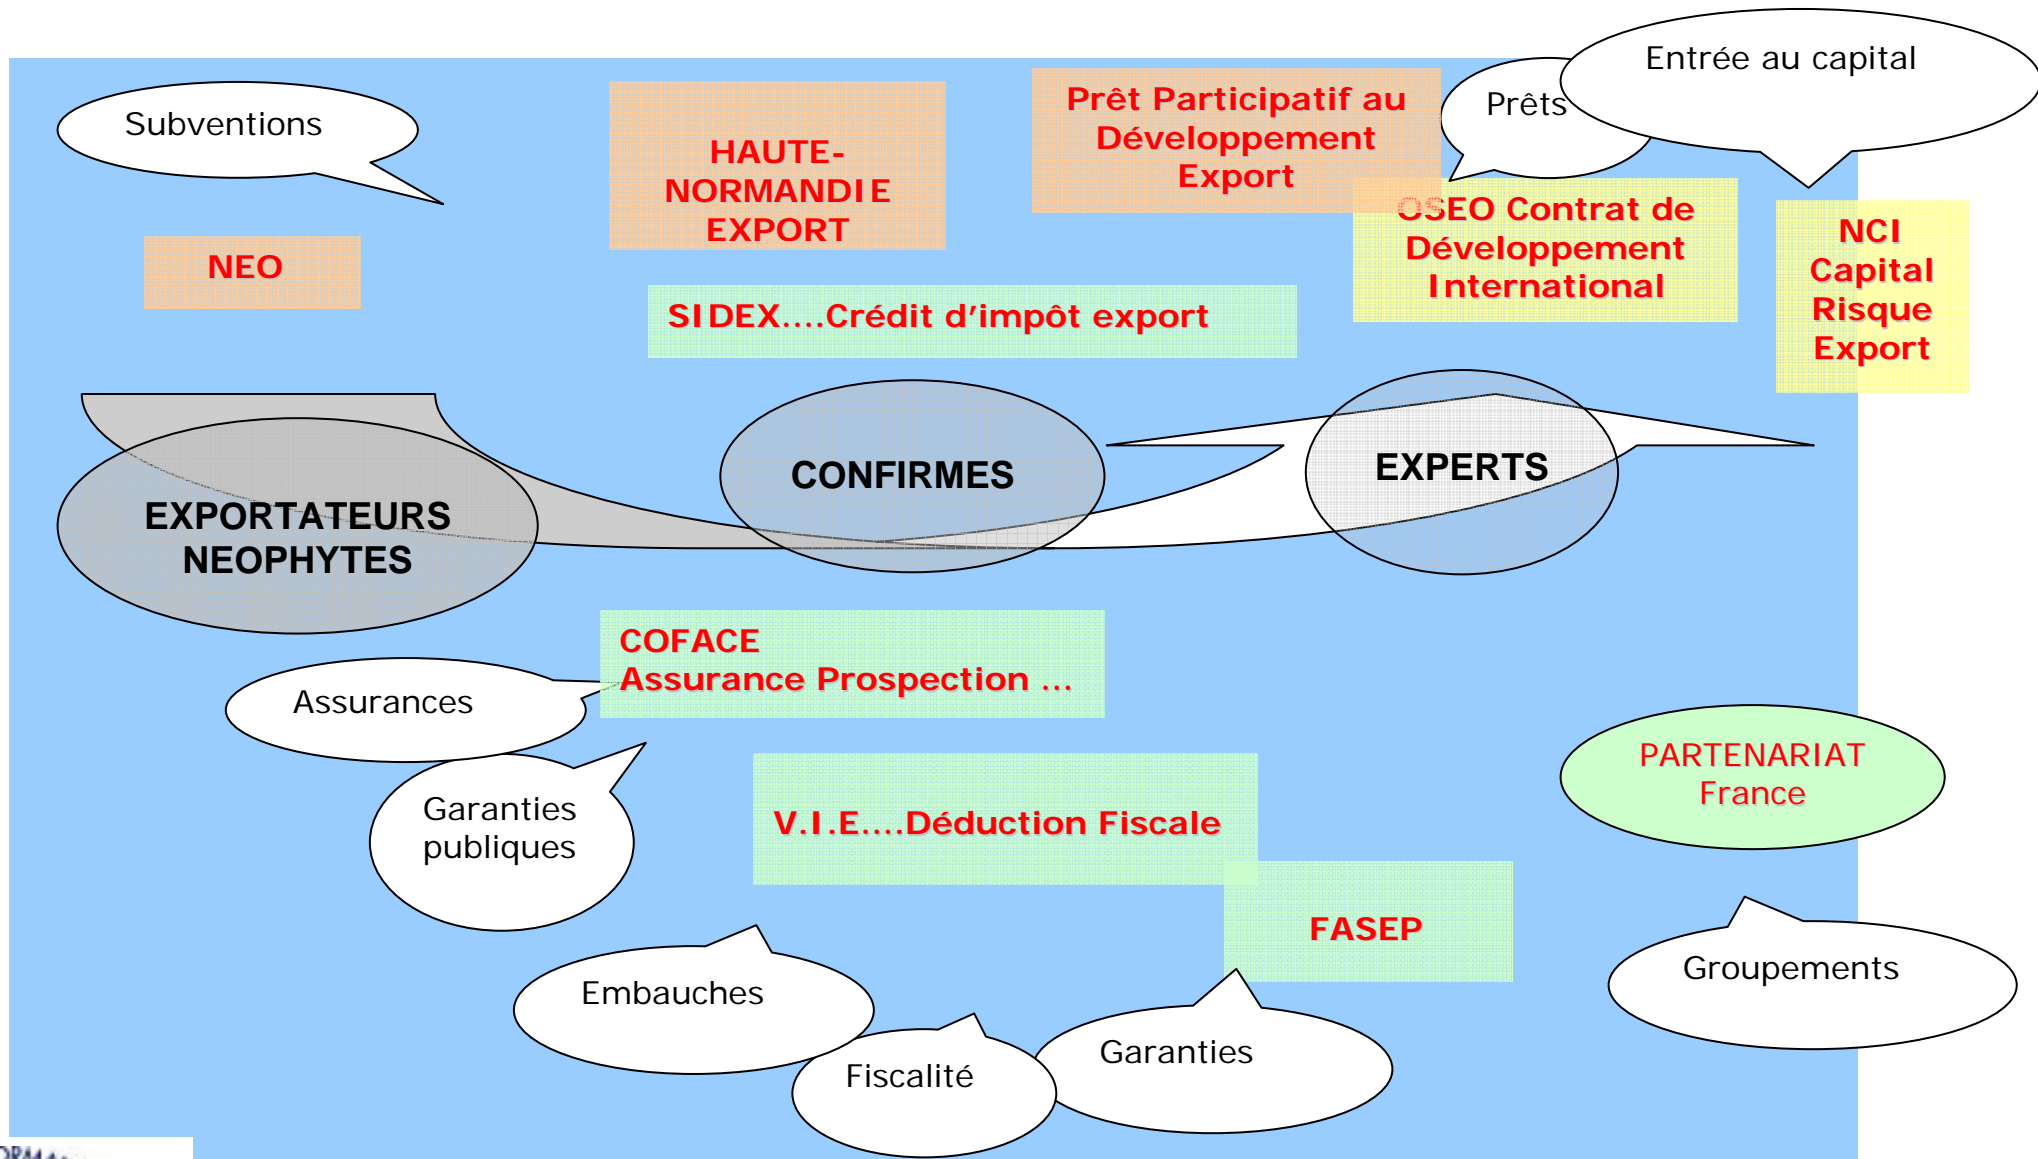 Subventions
HAUTE-
NORMANDIE
EXPORT
Prêt Participatif au
Développement
Export
Prêts
Entrée au capital
NEO
OSEO Contrat de
Développement
International
NCI
Capital
Risque
Export
SIDEX....Crédit d'impôt export
EXPORTATEURS
NEOPHYTES
CONFIRMES
EXPERTS
COFACE
Assurance Prospection ...
Assurances
Garanties
publiques
V.I.E....Déduction Fiscale
PARTENARIAT
France
FASEP
Embauches
Fiscalité
Garanties
Groupements